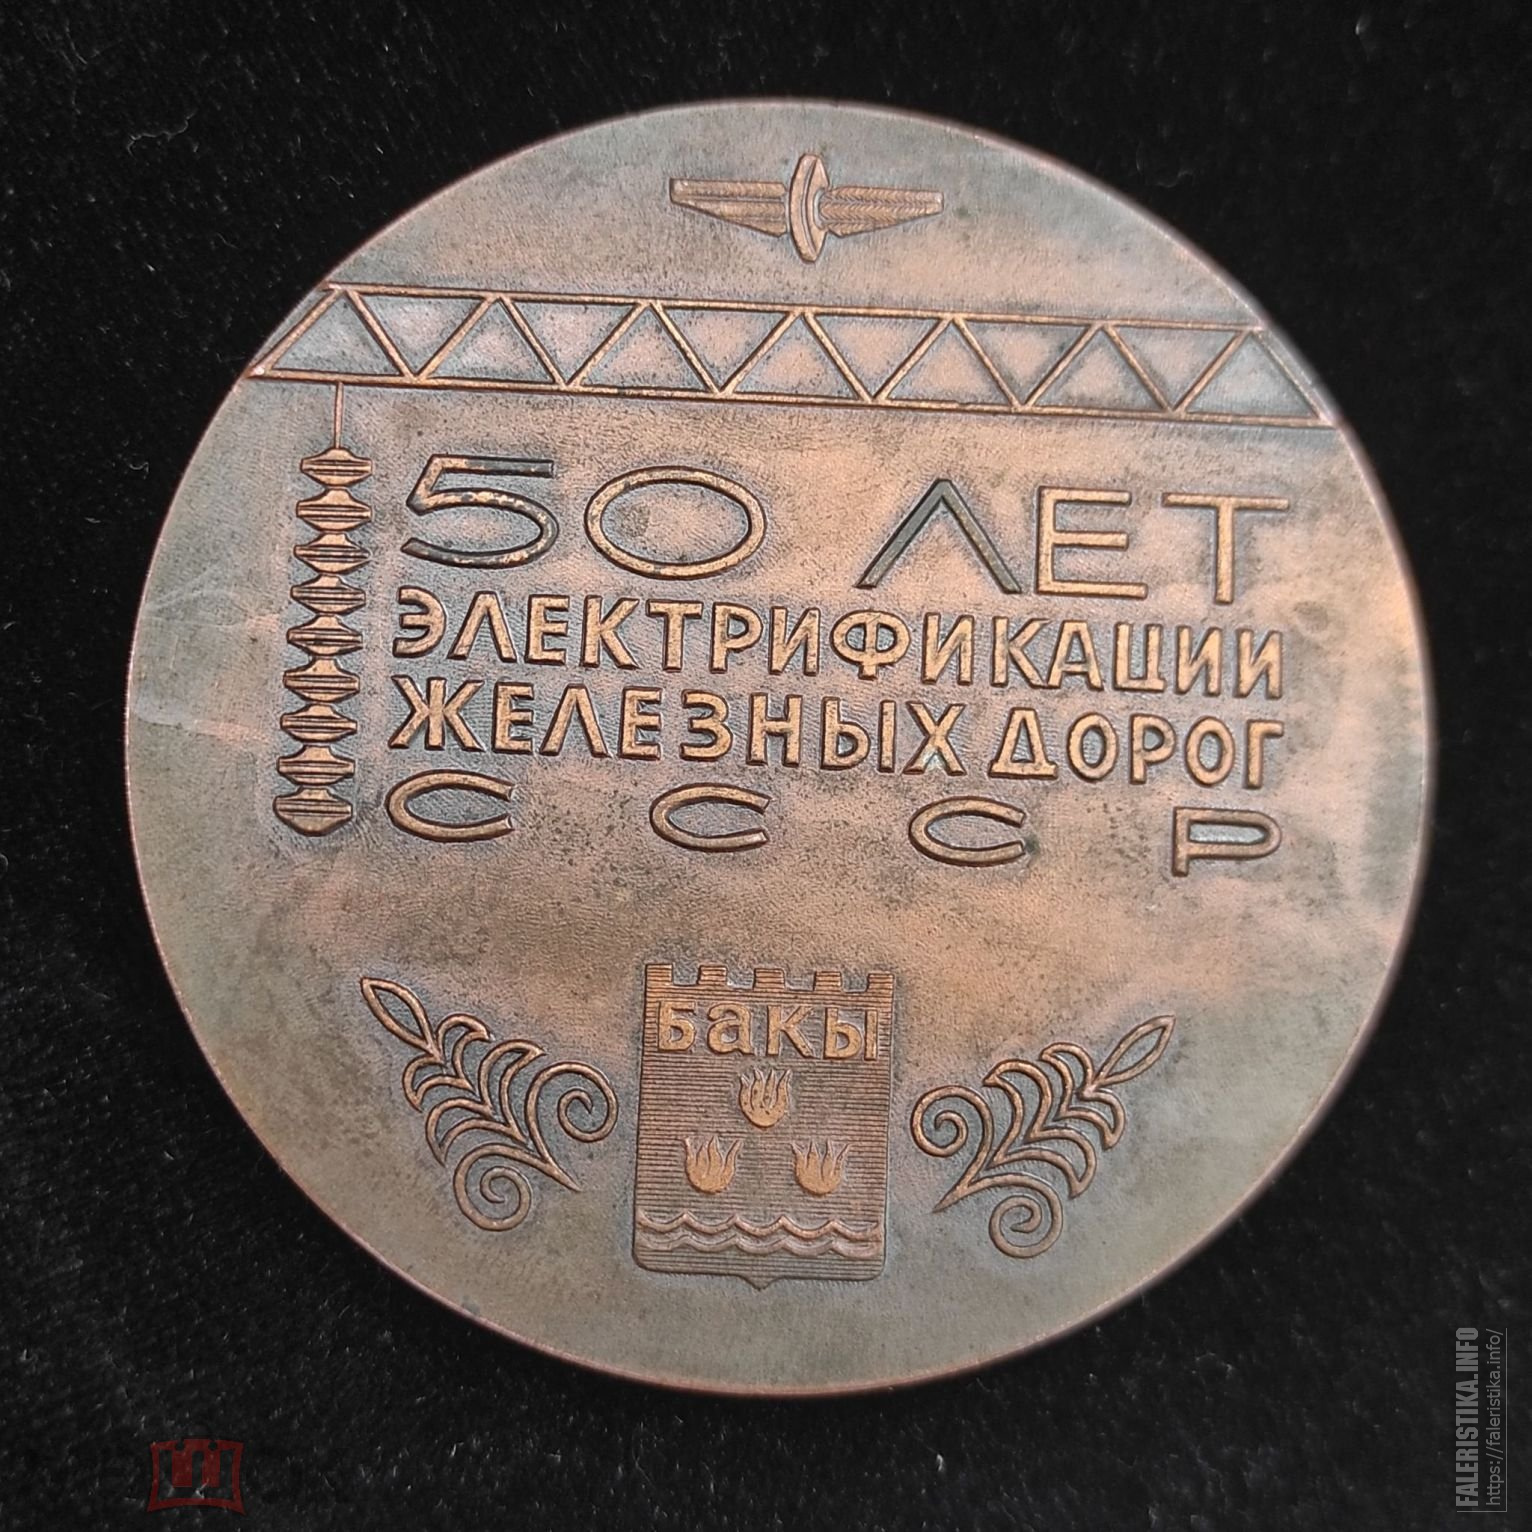 50 ЛЕТ
ЭЛЕКТРИФИКАЦИИ
ЖЕЛЕЗНЫХ ДОРОГ
СССР
БАКЫ
FALERISTIKA.INFO
https://faleristika.info/